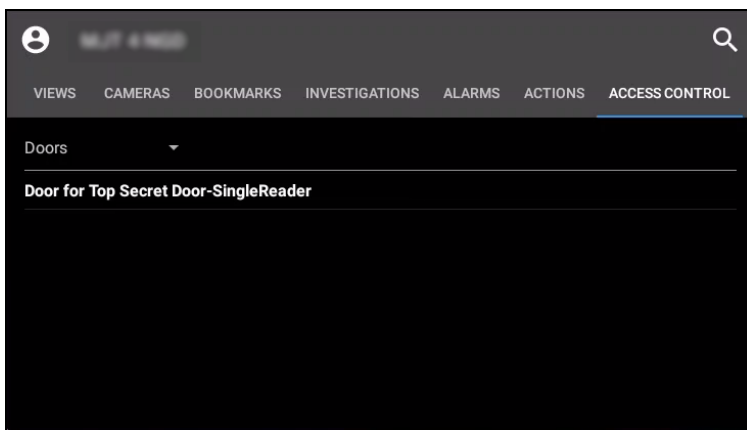 VIEWS CAMERAS BOOKMARKS INVESTIGATIONS ALARMS ACTIONS ACCESS CONTROL
Doors
Door for Top Secret Door-SingleReader